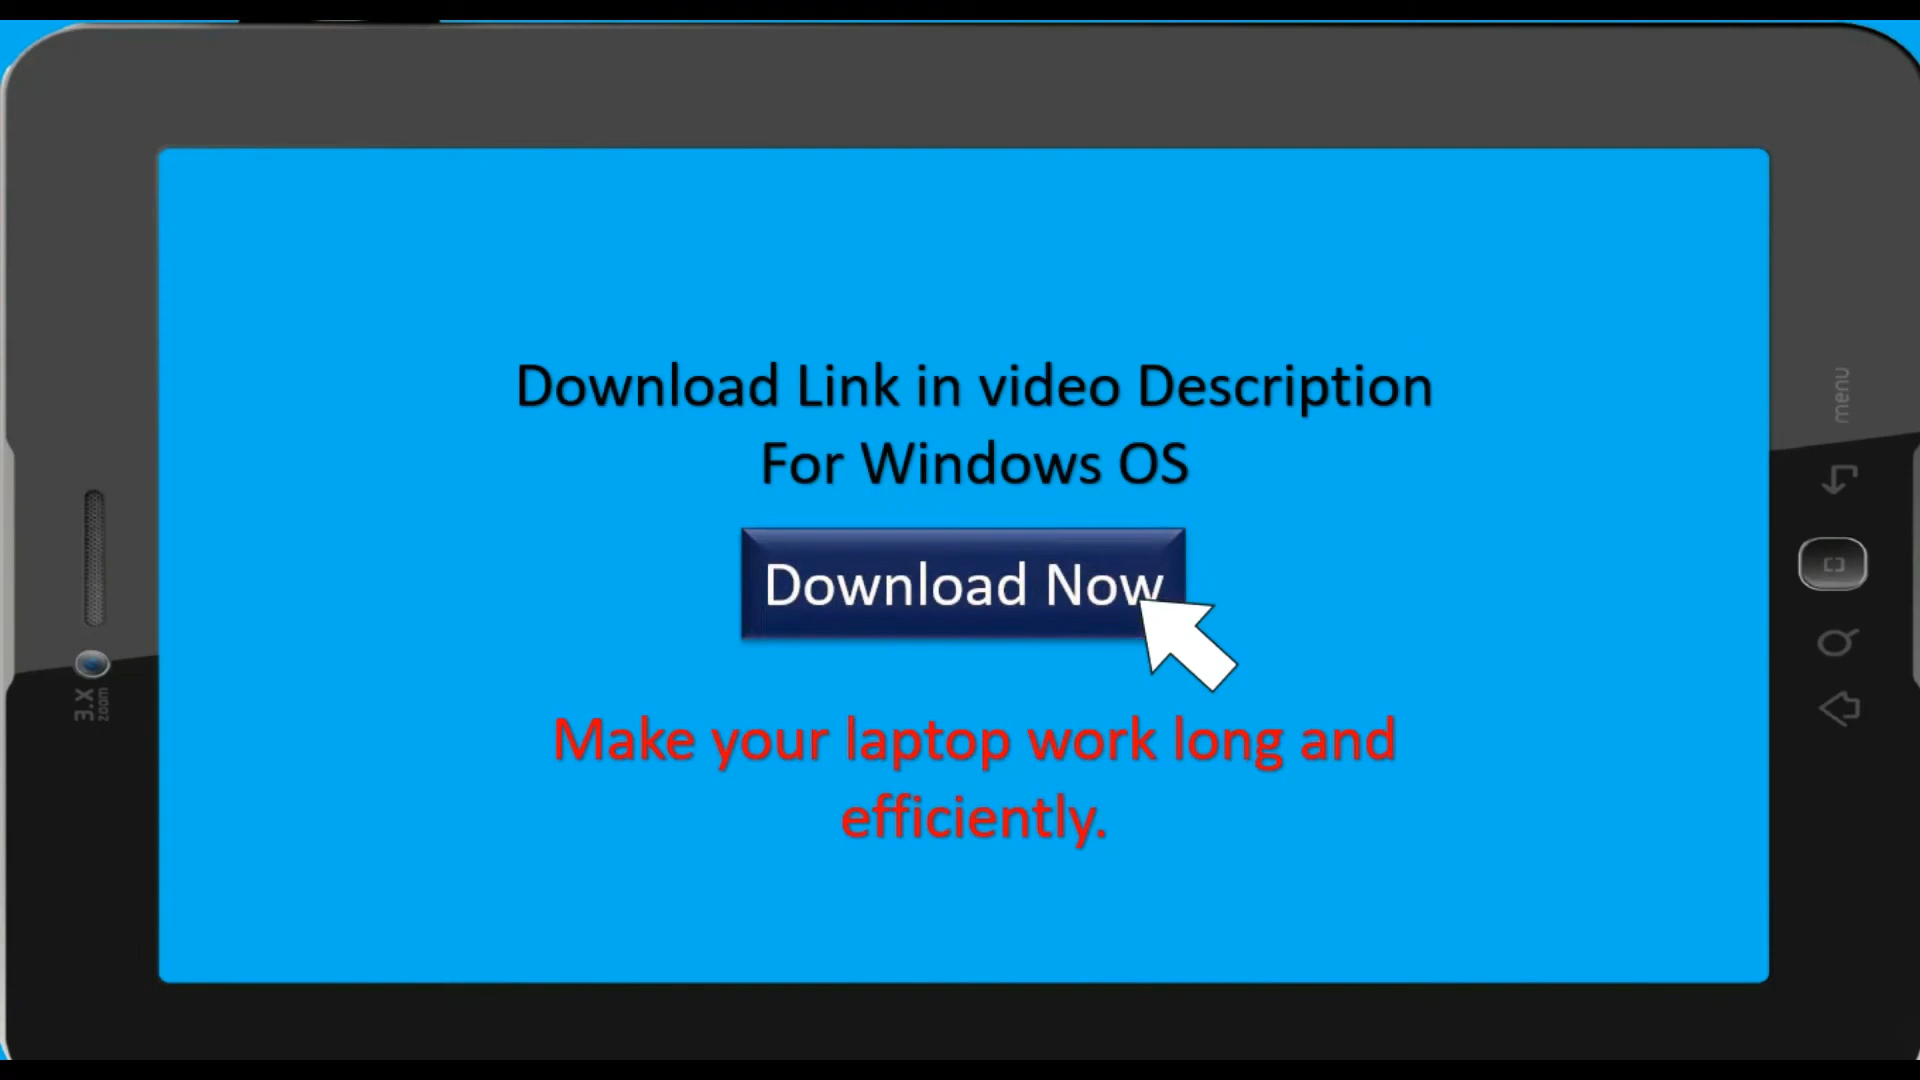 Download Link in video Description
For Windows OS
Download Now
Make your laptop work long and
efficiently.
menu
3.X
zoom